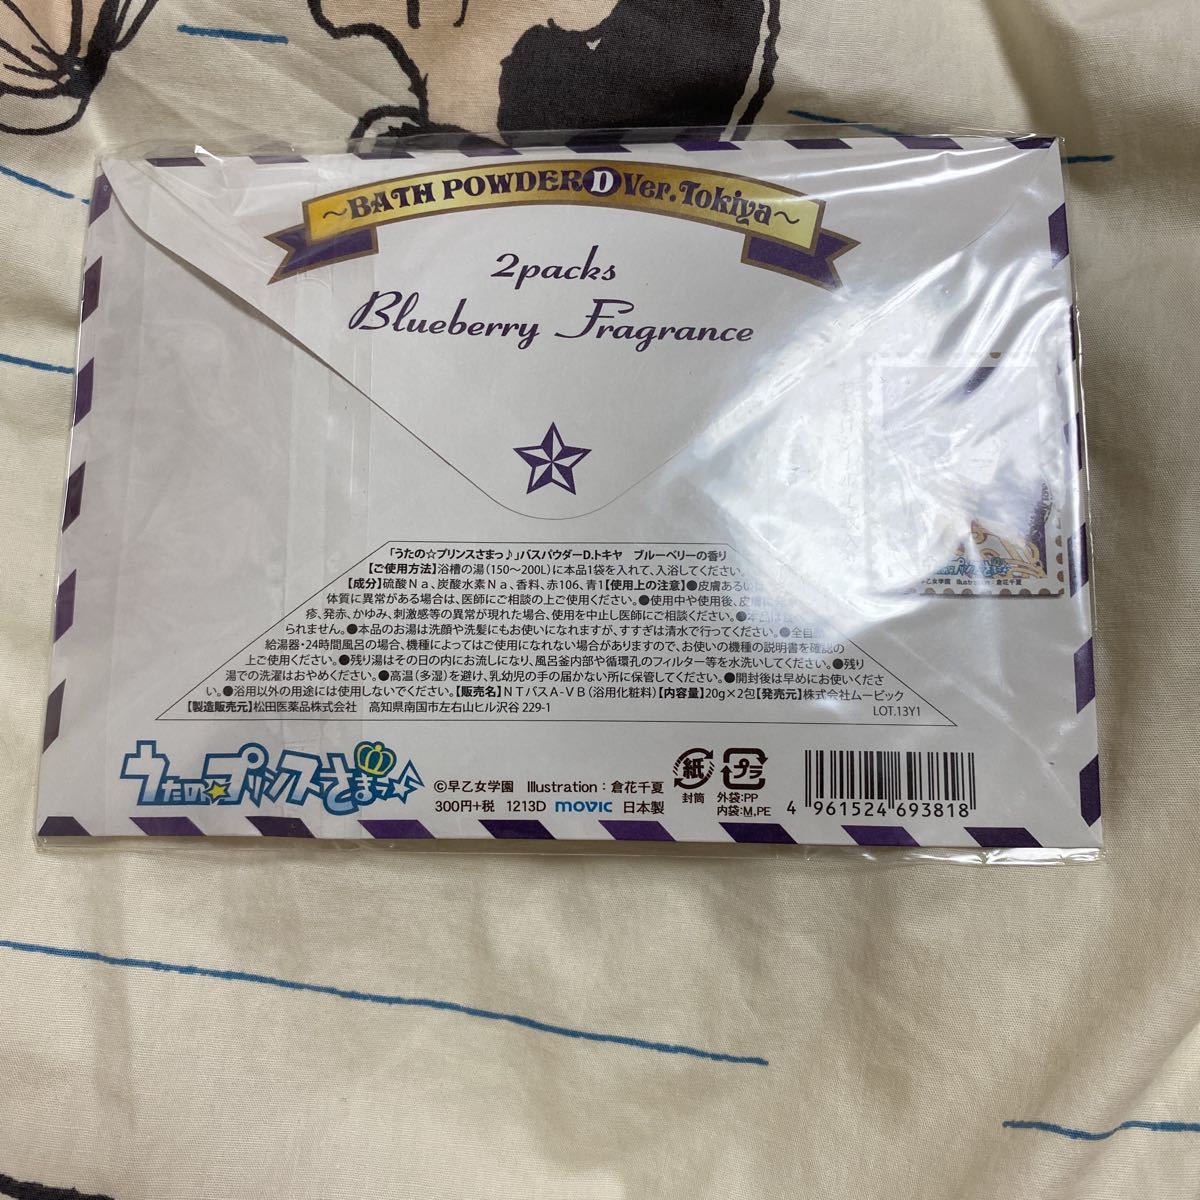 ~BATH POWDER D Ver.Tokiya~
2packs
Blueberry Fragrance
「うたの☆プリンスさまっ♪」バスパウダーD.トキヤ ブルーベリーの香り
【ご使用方法】浴槽の湯(150～200L)に本品1袋を入れて、入浴してください。
【成分】硫酸Na、炭酸水素Na、香料、赤106、青1【使用上の注意】●皮膚あるいは
体質に異常がある場合は、医師にご相談の上ご使用ください。●使用中や使用後、皮膚に
疹、発赤、かゆみ、刺激感等の異常が現れた場合、使用を中止し医師にご相談ください。●本品は食
られません。●本品のお湯は洗顔や洗髪にもお使いになれますが、すすぎは清水で行ってください。●全自動
給湯器・24時間風呂の場合、機種によってはご使用になれない場合がありますので、お使いの機種の説明書を確認の
上ご使用ください。●残り湯はその日の内にお流しになり、風呂釜内部や循環孔のフィルター等を水洗いしてください。●残り
湯での洗濯はおやめください。●高温(多湿)を避け、乳幼児の手の届かない所に保管してください。●開封後は早めにお使いくださ
い。●浴用以外の用途には使用しないでください。【販売名】NTバスA-VB(浴用化粧料)【内容量】20g×2包【発売元】株式会社ムービック
【製造販売元】松田医薬品株式会社 高知県南国市左右山ヒル沢谷 229-1
LOT.13Y1
早乙女学園 Illustration：倉花千夏
うたの☆プリンスさまっ♪
©早乙女学園 Illustration：倉花千夏
300円+税 1213D movic 日本製
紙
封筒
プラ
外袋:PP
内袋:M,PE
4 961524 693818